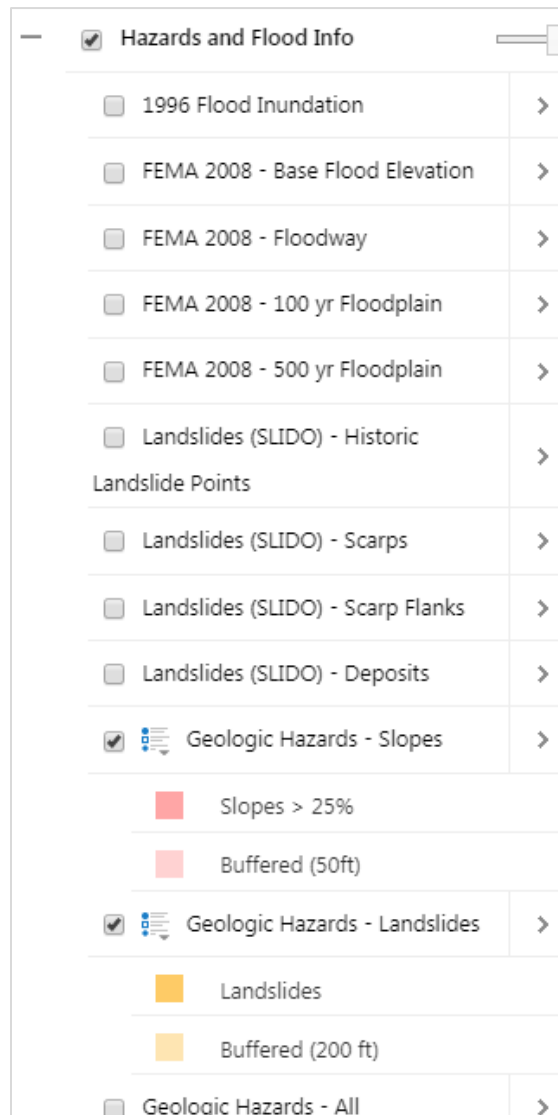 Hazards and Flood Info
1996 Flood Inundation
FEMA 2008 - Base Flood Elevation
FEMA 2008 - Floodway
FEMA 2008 - 100 yr Floodplain
FEMA 2008 - 500 yr Floodplain
Landslides (SLIDO) - Historic
Landslide Points
Landslides (SLIDO) - Scarps
Landslides (SLIDO) - Scarp Flanks
Landslides (SLIDO) - Deposits
Geologic Hazards - Slopes
Slopes > 25%
Buffered (50ft)
Geologic Hazards - Landslides
Landslides
Buffered (200 ft)
Geologic Hazards - All